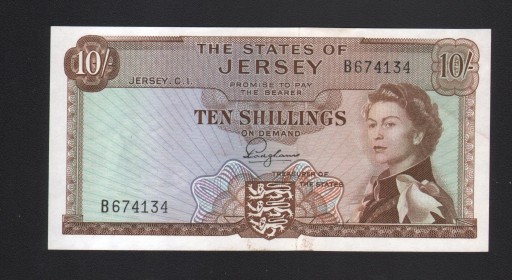 THE STATES OF
10/- JERSEY B674134 10/-
JERSEY. C.I. PROMISE TO PAY
THE BEARER
TEN SHILLINGS
ON DEMAND
TREASURER OF
THE STATES
B674134